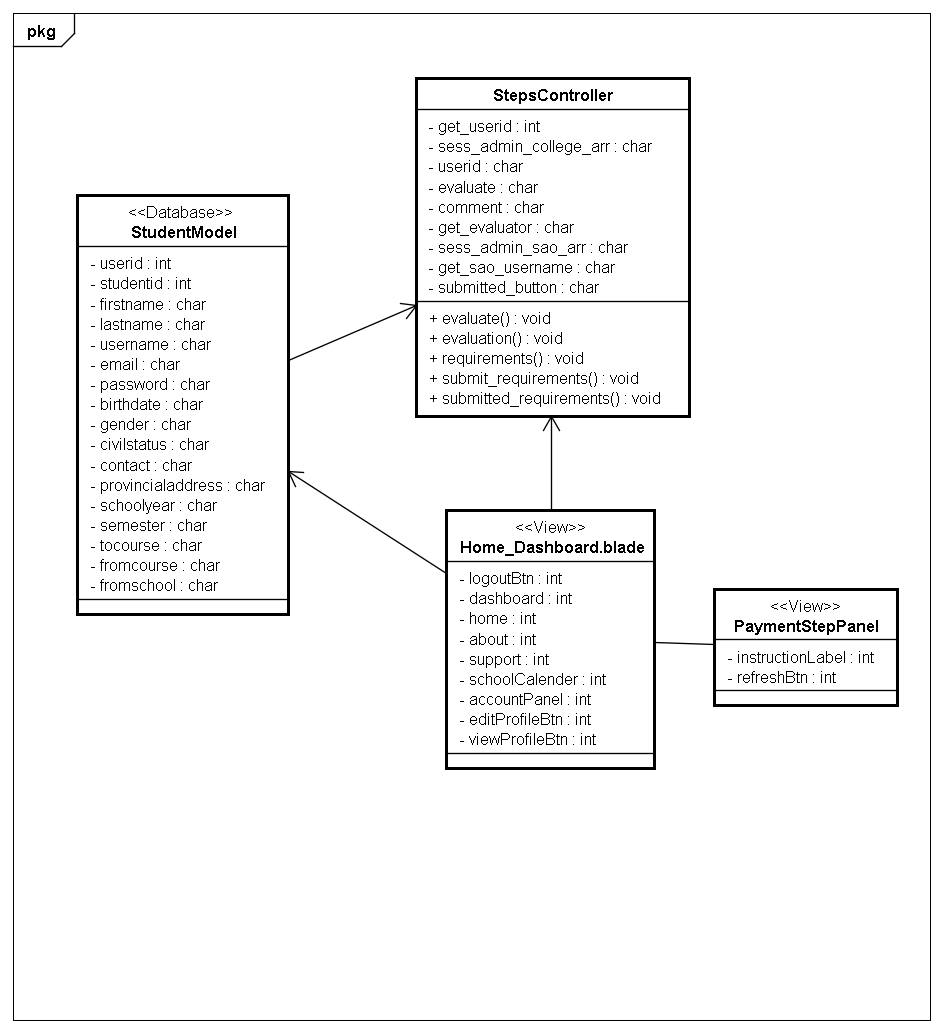 pkg
StepsController
- get_userid : int
- sess_admin_college_arr : char
- userid : char
- evaluate : char
- comment : char
- get_evaluator : char
- sess_admin_sao_arr : char
- get_sao_username : char
- submitted_button : char
+ evaluate() : void
+ evaluation() : void
+ requirements() : void
+ submit_requirements() : void
+ submitted_requirements() : void
<<Database>>
StudentModel
- userid : int
- studentid : int
- firstname : char
- lastname : char
- username : char
- email : char
- password : char
- birthdate : char
- gender : char
- civilstatus : char
- contact : char
- provincialaddress : char
- schoolyear : char
- semester : char
- tocourse : char
- fromcourse : char
- fromschool : char
<<View>>
Home_Dashboard.blade
- logoutBtn : int
- dashboard : int
- home : int
- about : int
- support : int
- schoolCalender : int
- accountPanel : int
- editProfileBtn : int
- viewProfileBtn : int
<<View>>
PaymentStepPanel
- instructionLabel : int
- refreshBtn : int